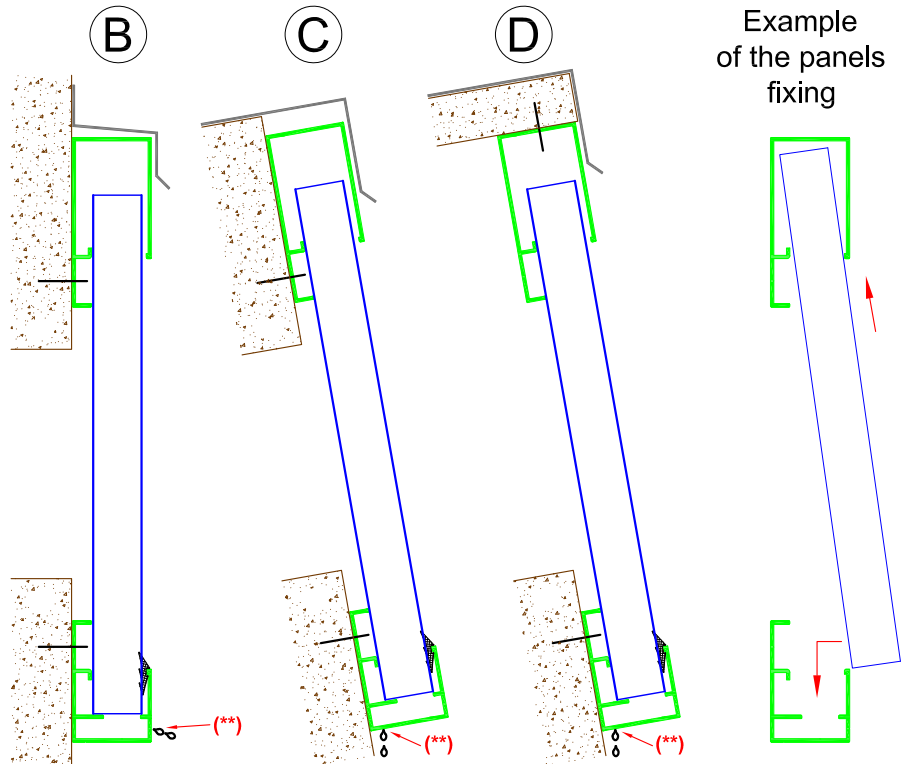 B
C
D
Example
of the panels
fixing
(**)
(**)
(**)